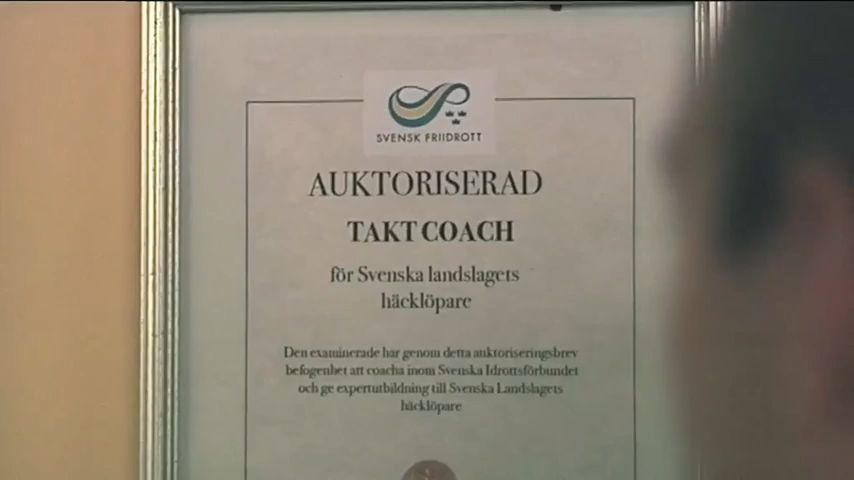 SVENSK FRIIDROTT
AUKTORISERAD
TAKT COACH
för Svenska landslagets
häcklöpare
Den examinerade har genom detta auktoriseringsbrev
befogenhet att coacha inom Svenska Idrottsförbundet
och ge expertutbildning till Svenska Landslagets
häcklöpare